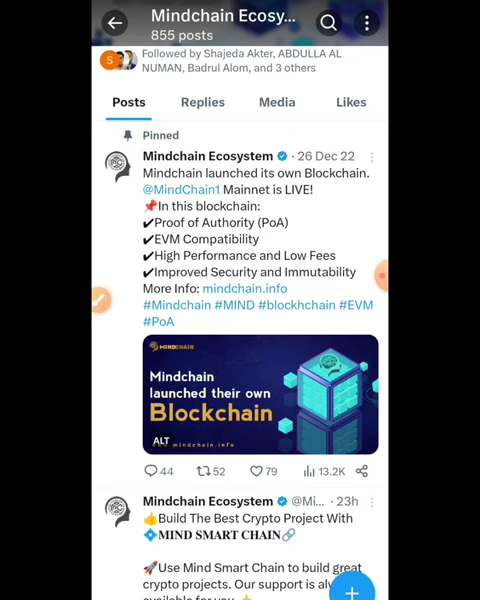 Mindchain Ecosy...
855 posts
Followed by Shajeda Akter, ABDULLA AL
NUMAN, Badrul Alom, and 3 others
S
Posts Replies Media Likes
Pinned
Mindchain Ecosystem · 26 Dec 22
Mindchain launched its own Blockchain.
@MindChain1 Mainnet is LIVE!
📌In this blockchain:
✔Proof of Authority (PoA)
✔EVM Compatibility
✔High Performance and Low Fees
✔Improved Security and Immutability
More Info: mindchain.info
#Mindchain #MIND #blockhchain #EVM
#PoA
MINDCHAIN
Mindchain
launched their own
Blockchain
ALT
www.mindchain.info
44 52 79 13.2K
Mindchain Ecosystem @Mi... · 23h
👍Build The Best Crypto Project With
💠𝐌𝐈𝐍𝐃 𝐒𝐌𝐀𝐑𝐓 𝐂𝐇𝐀𝐈𝐍🔗
🚀Use Mind Smart Chain to build great
crypto projects. Our support is al
available for you